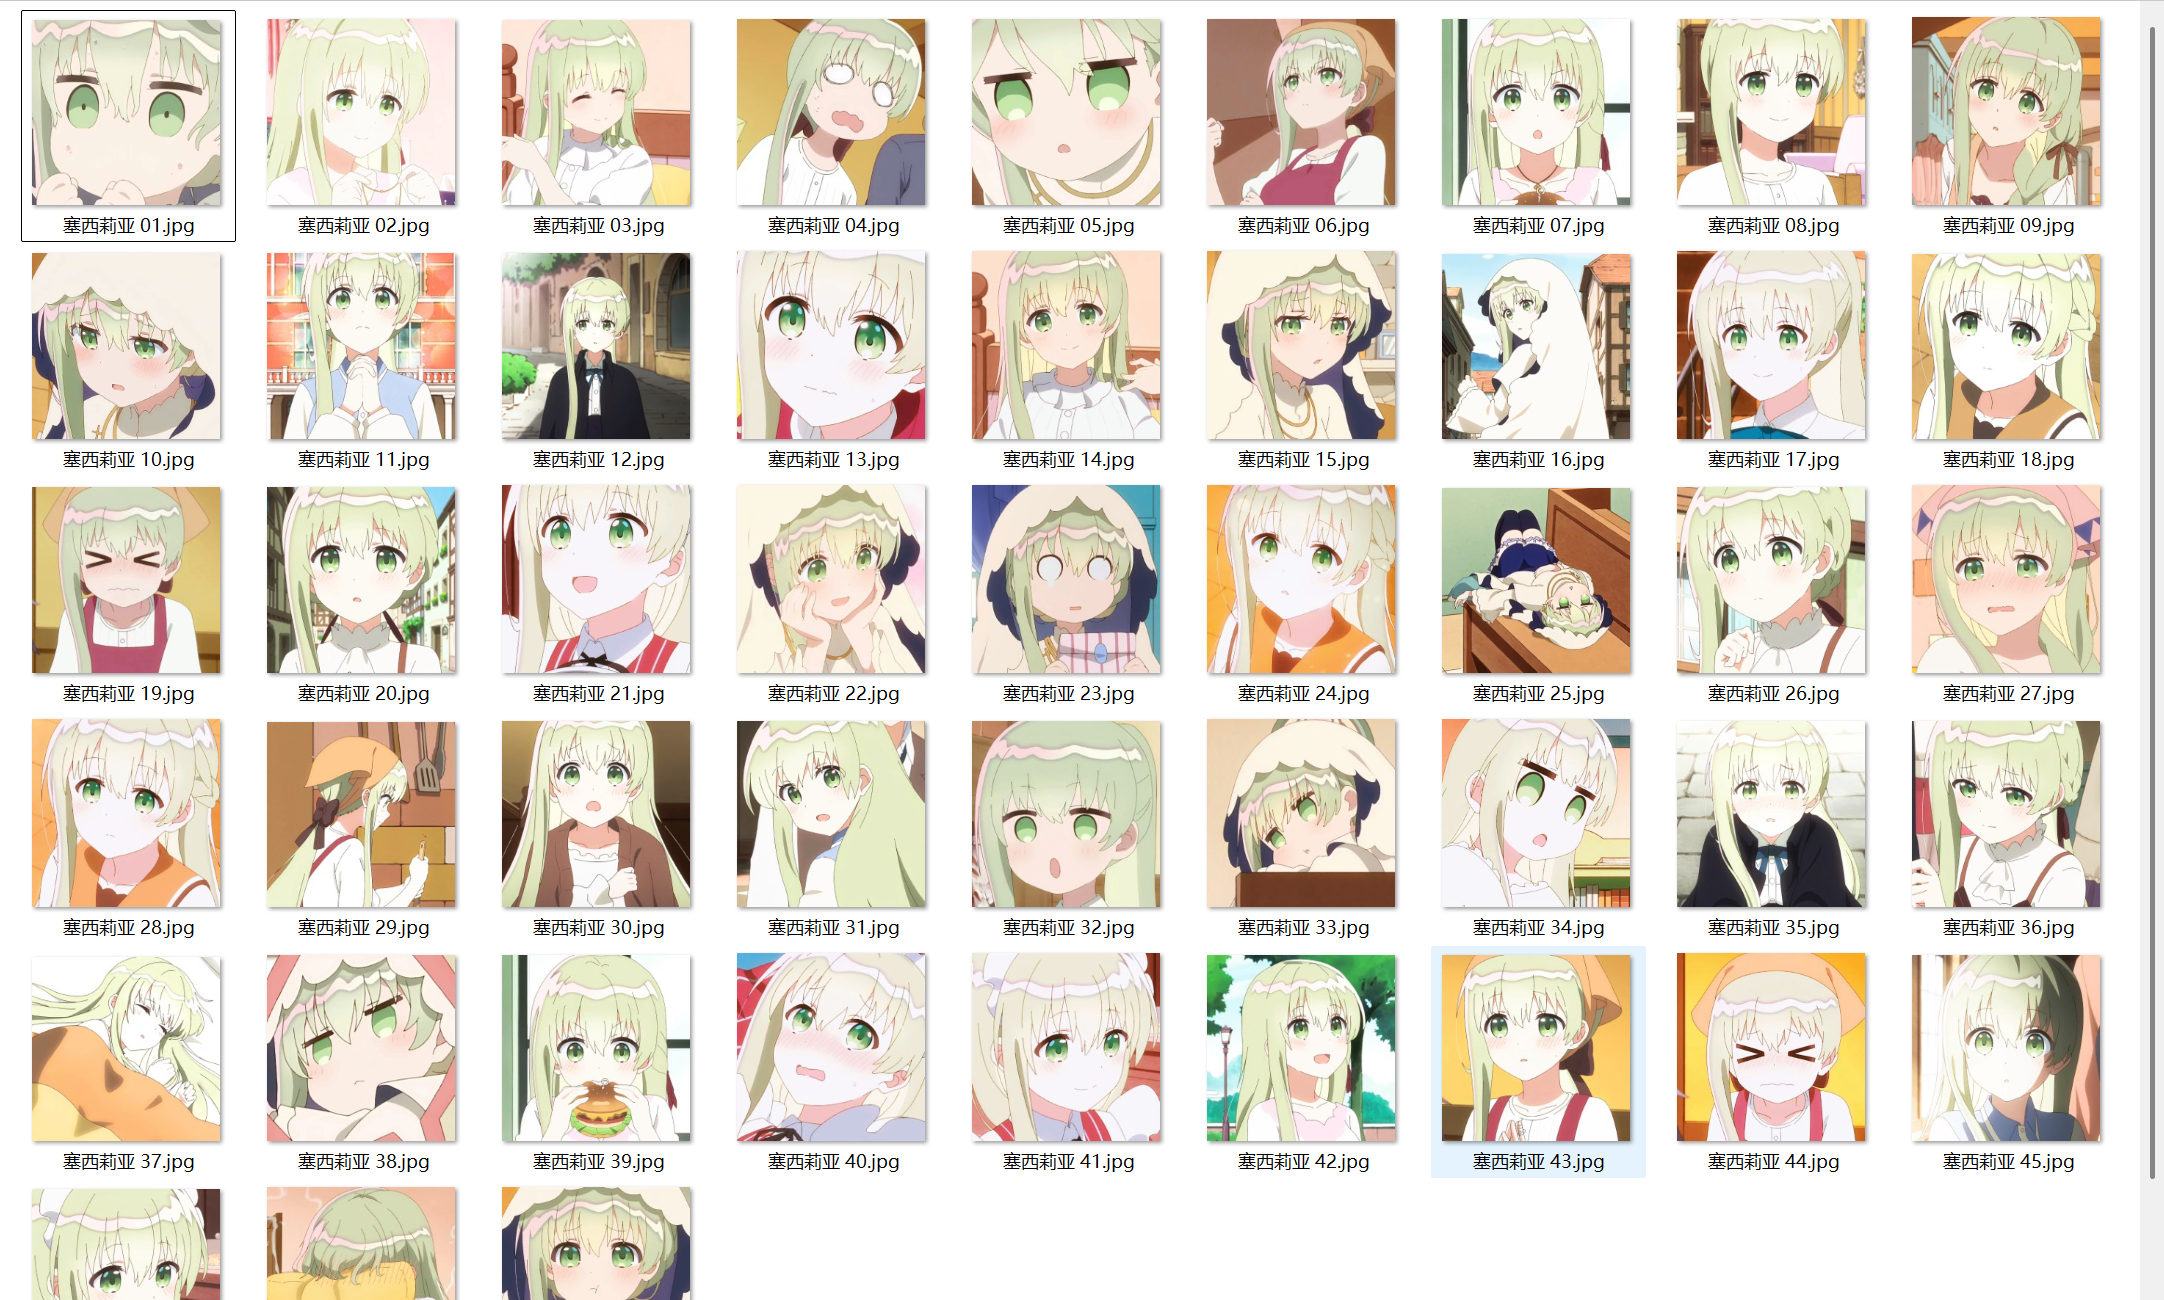 塞西莉亚 01.jpg
塞西莉亚 02.jpg
塞西莉亚 03.jpg
塞西莉亚 04.jpg
塞西莉亚 05.jpg
塞西莉亚 06.jpg
塞西莉亚 07.jpg
塞西莉亚 08.jpg
塞西莉亚 09.jpg
塞西莉亚 10.jpg
塞西莉亚 11.jpg
塞西莉亚 12.jpg
塞西莉亚 13.jpg
塞西莉亚 14.jpg
塞西莉亚 15.jpg
塞西莉亚 16.jpg
塞西莉亚 17.jpg
塞西莉亚 18.jpg
塞西莉亚 19.jpg
塞西莉亚 20.jpg
塞西莉亚 21.jpg
塞西莉亚 22.jpg
塞西莉亚 23.jpg
塞西莉亚 24.jpg
塞西莉亚 25.jpg
塞西莉亚 26.jpg
塞西莉亚 27.jpg
塞西莉亚 28.jpg
塞西莉亚 29.jpg
塞西莉亚 30.jpg
塞西莉亚 31.jpg
塞西莉亚 32.jpg
塞西莉亚 33.jpg
塞西莉亚 34.jpg
塞西莉亚 35.jpg
塞西莉亚 36.jpg
塞西莉亚 37.jpg
塞西莉亚 38.jpg
塞西莉亚 39.jpg
塞西莉亚 40.jpg
塞西莉亚 41.jpg
塞西莉亚 42.jpg
塞西莉亚 43.jpg
塞西莉亚 44.jpg
塞西莉亚 45.jpg